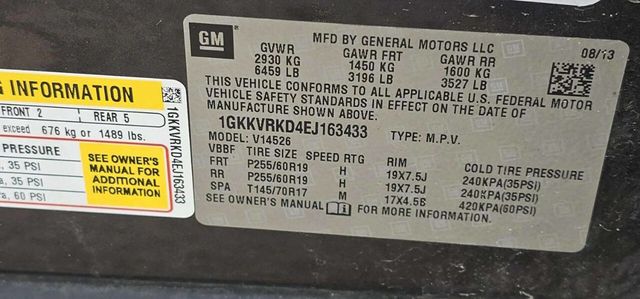 GM
MFD BY GENERAL MOTORS LLC
08/13
GVWR GAWR FRT GAWR RR
2930 KG 1450 KG 1600 KG
6459 LB 3196 LB 3527 LB
THIS VEHICLE CONFORMS TO ALL APPLICABLE U.S. FEDERAL MOTOR
VEHICLE SAFETY STANDARDS IN EFFECT ON THE DATE OF
MANUFACTURE SHOWN ABOVE.
1GKKVRKD4EJ163433 TYPE: M.P.V.
MODEL: V14526
VBBF TIRE SIZE SPEED RTG RIM COLD TIRE PRESSURE
FRT P255/60R19 H 19X7.5J 240KPA(35PSI)
RR P255/60R19 H 19X7.5J 240KPA(35PSI)
SPA T145/70R17 M 17X4.5B 420KPA(60PSI)
SEE OWNER'S MANUAL FOR MORE INFORMATION.
INFORMATION
FRONT 2 REAR 5
exceed 676 kg or 1489 lbs.
PRESSURE
35 PSI
35 PSI
60 PSI
SEE OWNER'S
MANUAL FOR
ADDITIONAL
INFORMATION
1GKKVRKD4EJ163433